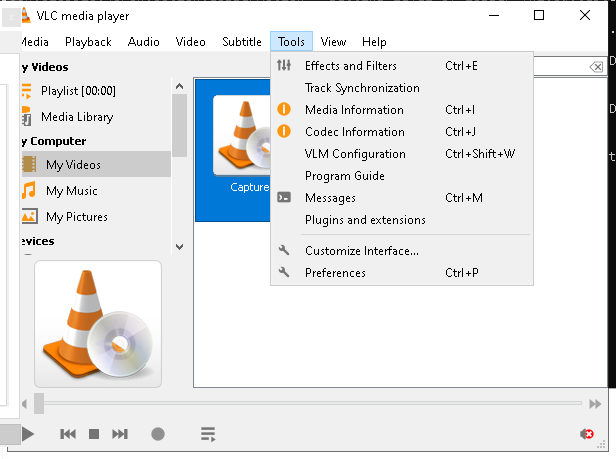 VLC media player
Media Playback Audio Video Subtitle Tools View Help
y Videos
Playlist [00:00]
Media Library
y Computer
My Videos
My Music
My Pictures
evices
Capture
Effects and Filters Ctrl+E
Track Synchronization
Media Information Ctrl+I
Codec Information Ctrl+J
VLM Configuration Ctrl+Shift+W
Program Guide
Messages Ctrl+M
Plugins and extensions
Customize Interface...
Preferences Ctrl+P